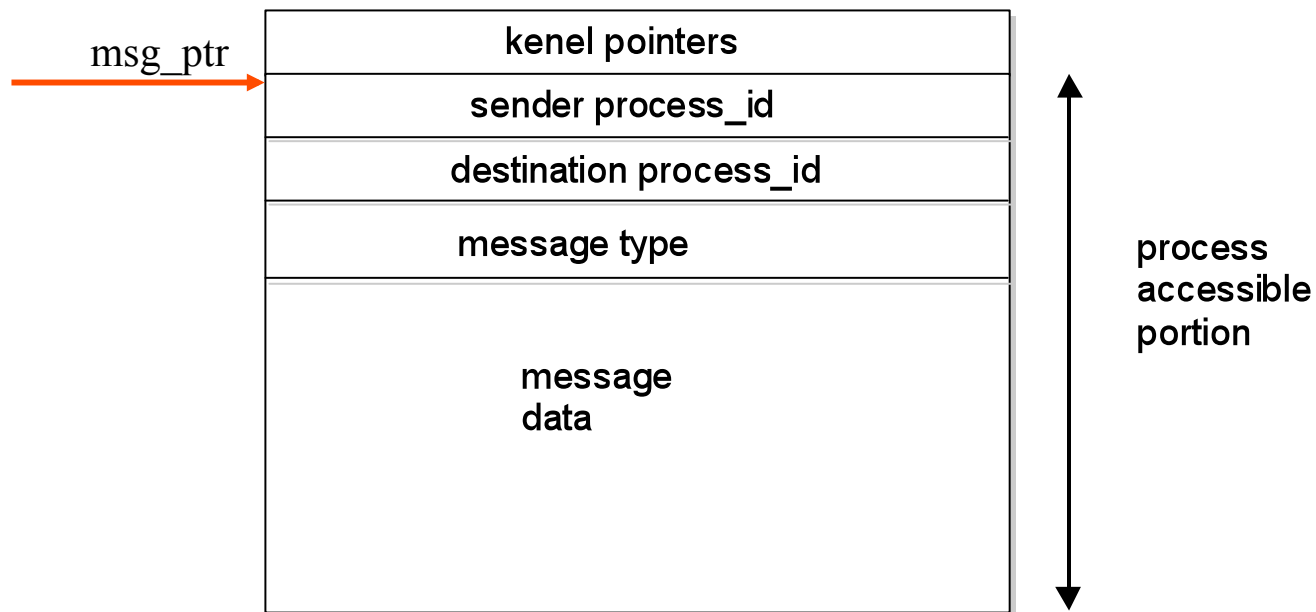 kenel pointers
msg_ptr
sender process_id
destination process_id
message type
process
accessible
portion
message
data